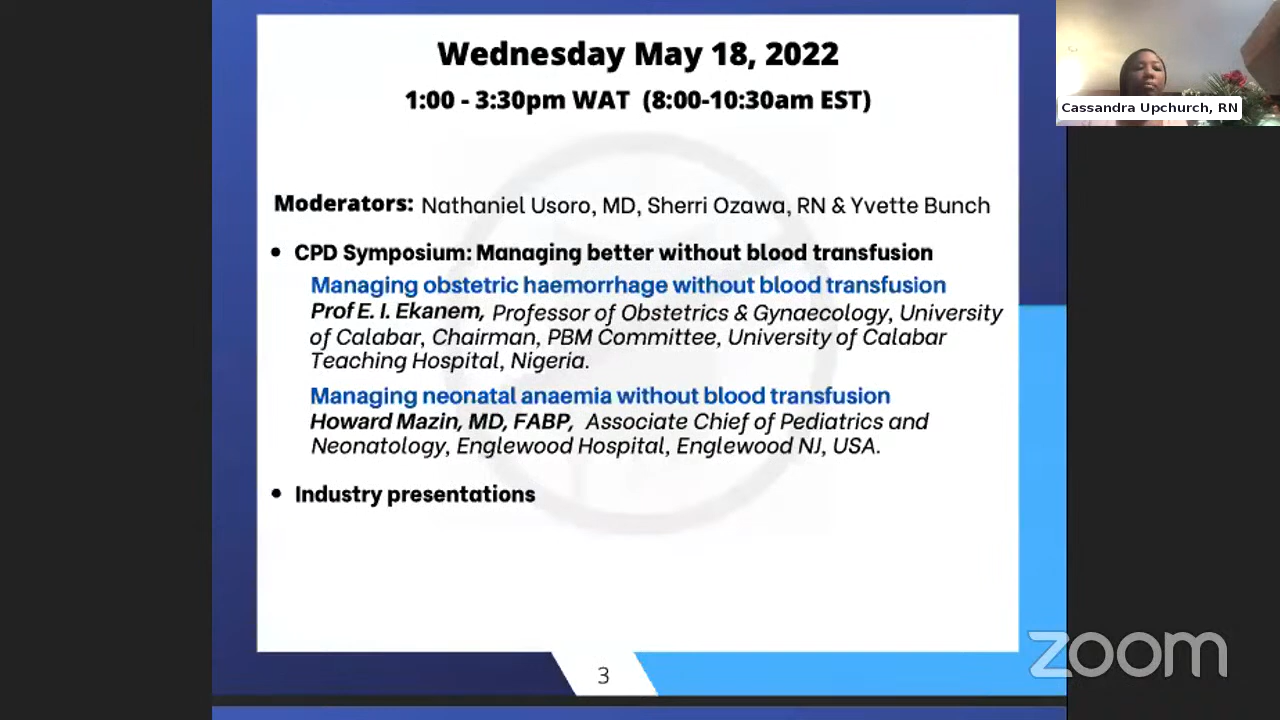 Wednesday May 18, 2022
1:00 - 3:30pm WAT (8:00-10:30am EST)
Cassandra Upchurch, RN
Moderators: Nathaniel Usoro, MD, Sherri Ozawa, RN & Yvette Bunch
• CPD Symposium: Managing better without blood transfusion
Managing obstetric haemorrhage without blood transfusion
Prof E. I. Ekanem, Professor of Obstetrics & Gynaecology, University
of Calabar, Chairman, PBM Committee, University of Calabar
Teaching Hospital, Nigeria.
Managing neonatal anaemia without blood transfusion
Howard Mazin, MD, FABP, Associate Chief of Pediatrics and
Neonatology, Englewood Hospital, Englewood NJ, USA.
• Industry presentations
3
zoom